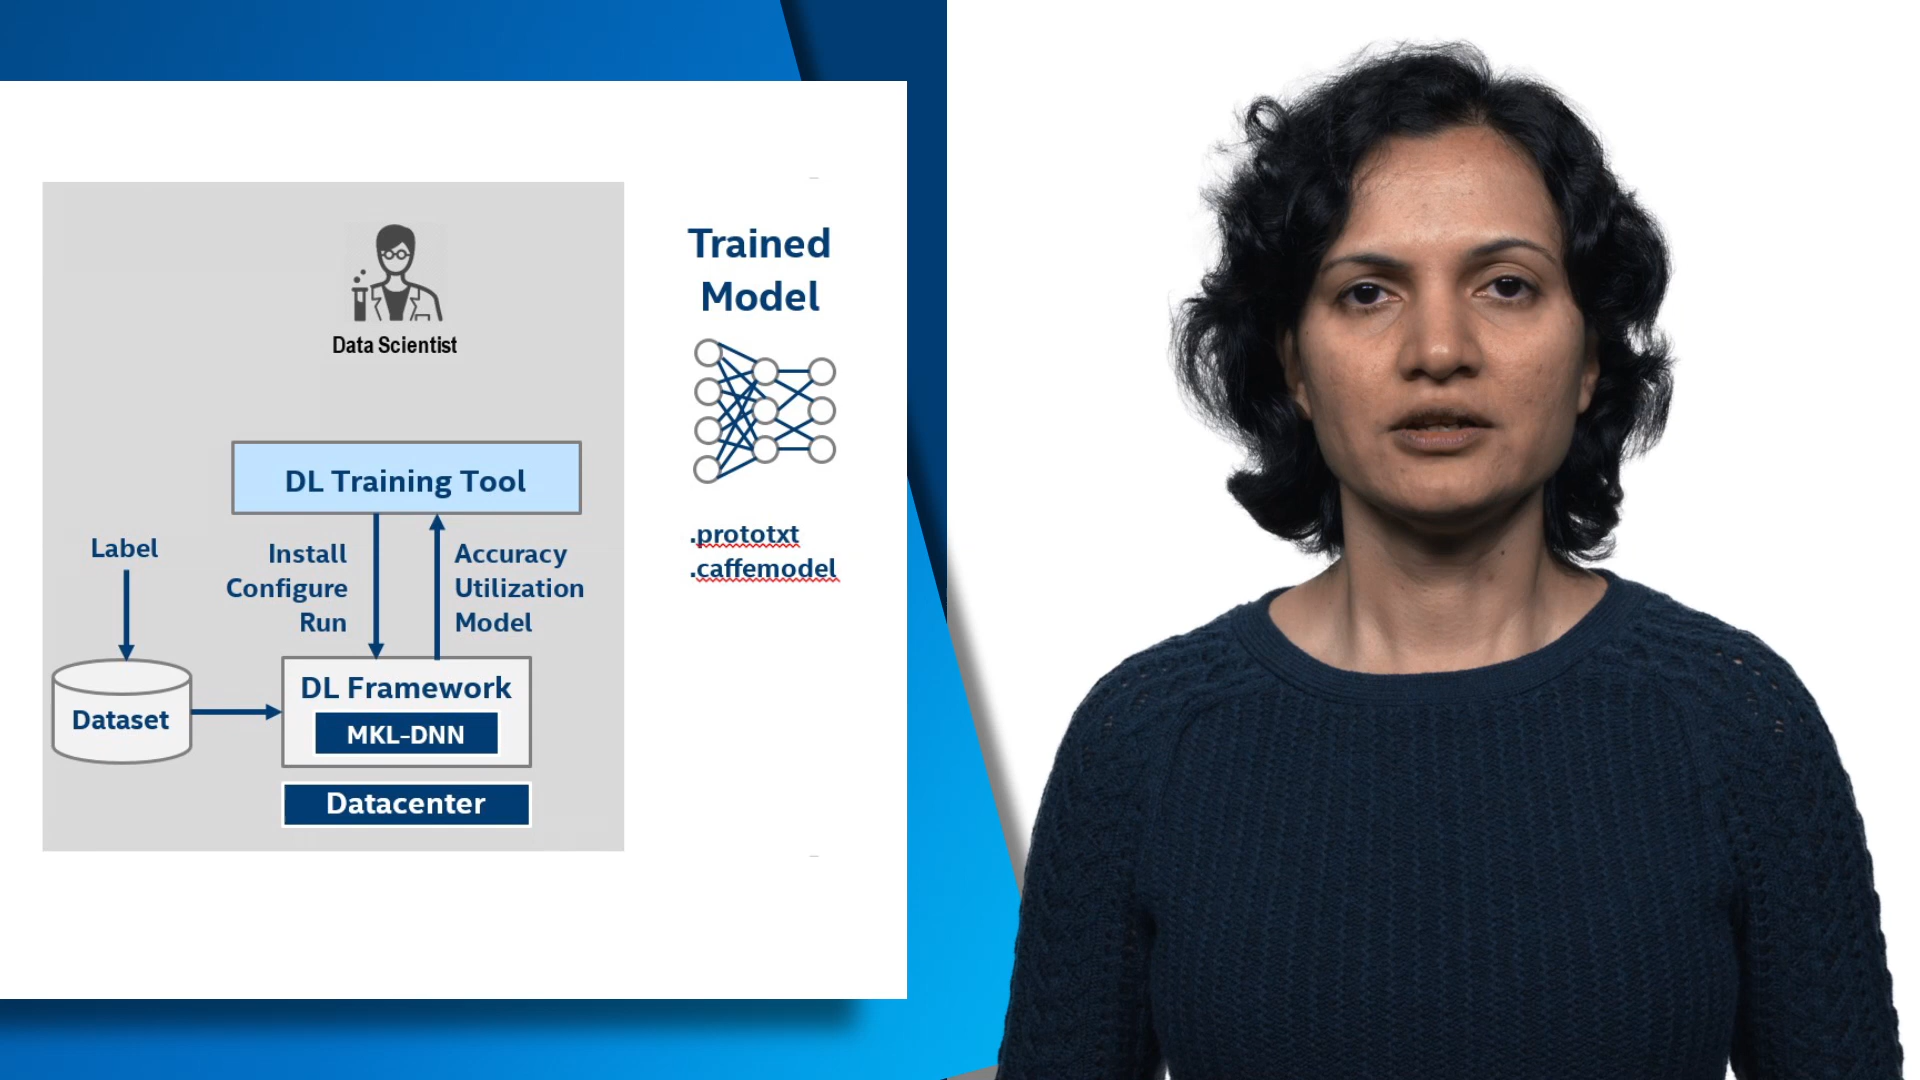 Data Scientist
DL Training Tool
Label
Install
Configure
Run
Accuracy
Utilization
Model
Dataset
DL Framework
MKL-DNN
Datacenter
Trained
Model
.prototxt
.caffemodel